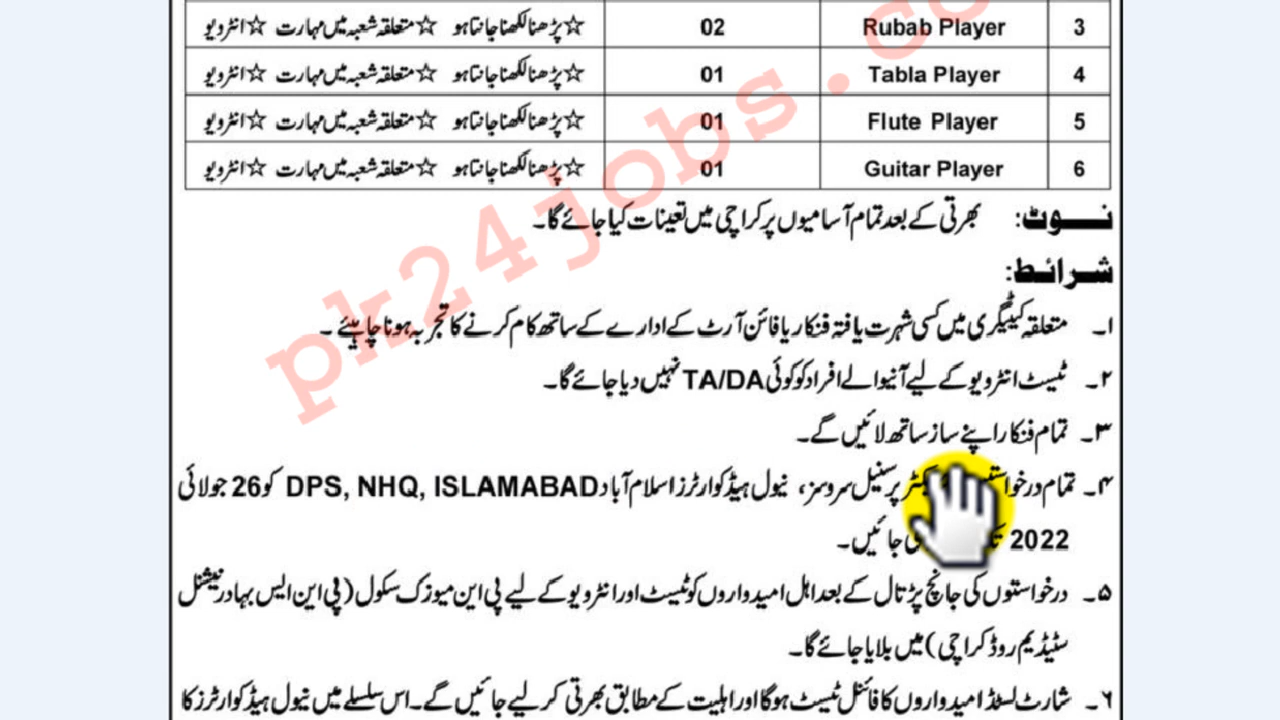 3 Rubab Player 02 ☆پڑھنا لکھنا جانتا ہو ☆متعلقہ شعبہ میں مہارت ☆انٹرویو
4 Tabla Player 01 ☆پڑھنا لکھنا جانتا ہو ☆متعلقہ شعبہ میں مہارت ☆انٹرویو
5 Flute Player 01 ☆پڑھنا لکھنا جانتا ہو ☆متعلقہ شعبہ میں مہارت ☆انٹرویو
6 Guitar Player 01 ☆پڑھنا لکھنا جانتا ہو ☆متعلقہ شعبہ میں مہارت ☆انٹرویو
نوٹ: بھرتی کے بعد تمام آسامیوں پر کراچی میں تعینات کیا جائے گا۔
شرائط:
۱۔ متعلقہ کیٹیگری میں کسی شہرت یافتہ فنکار یا فائن آرٹ کے ادارے کے ساتھ کام کرنے کا تجربہ ہونا چاہیئے۔
۲۔ ٹیسٹ انٹرویو کے لیے آنیوالے افراد کو کوئی TA/DA نہیں دیا جائے گا۔
۳۔ تمام فنکار اپنے ساز ساتھ لائیں گے۔
۴۔ تمام پرسنیل سروسز، نیول ہیڈکوارٹرز اسلام آباد DPS, NHQ, ISLAMABAD کو 26 جولائی
2022 جائیں۔
۵۔ درخواستوں کی جانچ پڑتال کے بعد اہل امیدواروں کو ٹیسٹ اور انٹرویو کے لیے پی این میوزک سکول (پی این ایس بہادر نیشنل
سٹیڈیم روڈ کراچی) میں بلایا جائے گا۔
۶۔ شارٹ لسٹڈ امیدواروں کا فائنل ٹیسٹ ہوگا اور اہلیت کے مطابق بھرتی کر لیے جائیں گے۔ اس سلسلے میں نیول ہیڈ کوارٹرز کا
pk24jobs.co